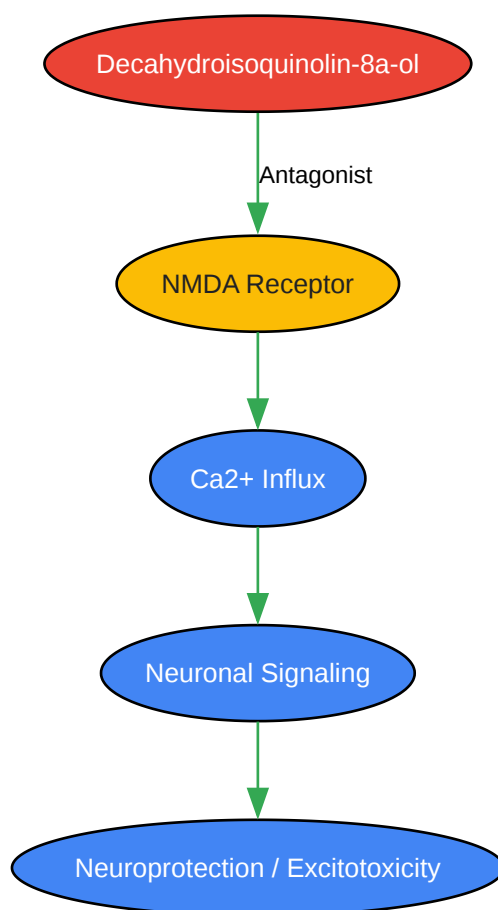 Decahydroisoquinolin-8a-ol
Antagonist
NMDA Receptor
Ca2+ Influx
Neuronal Signaling
Neuroprotection / Excitotoxicity